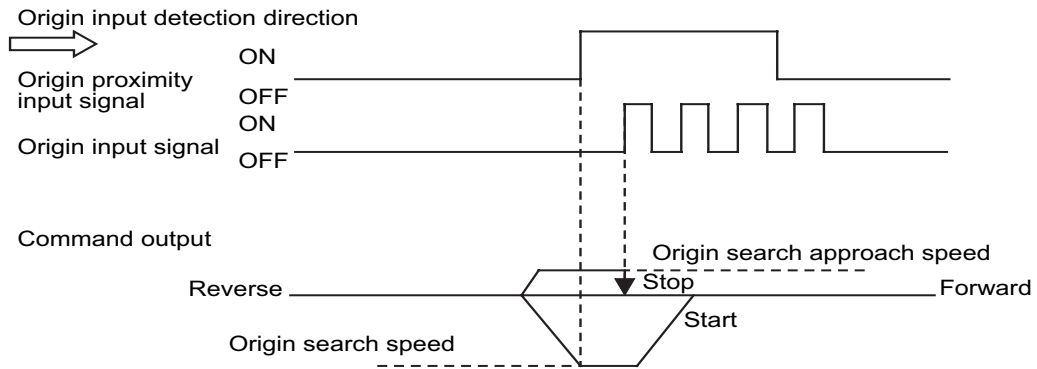 Origin input detection direction
ON
Origin proximity
input signal
OFF
ON
Origin input signal
OFF
Command output
Origin search approach speed
Reverse
Stop
Forward
Start
Origin search speed